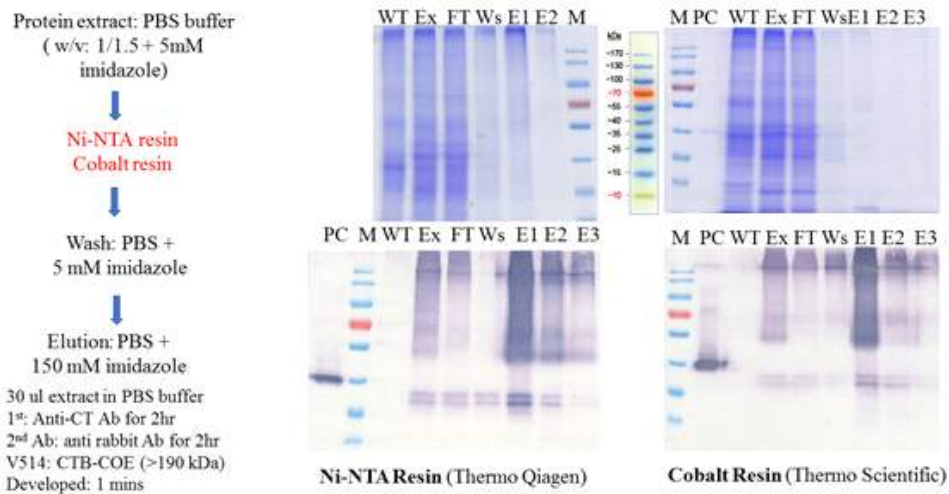 Protein extract: PBS buffer
( w/v: 1/1.5 + 5mM
imidazole)
Ni-NTA resin
Cobalt resin
Wash: PBS +
5 mM imidazole
Elution: PBS +
150 mM imidazole
30 ul extract in PBS buffer
1st: Anti-CT Ab for 2hr
2nd Ab: anti rabbit Ab for 2hr
V514: CTB-COE (>190 kDa)
Developed: 1 mins
WT Ex FT Ws E1 E2 M
kDa
~170
~130
~100
~70
~55
~40
~35
~25
~15
~10
M PC WT Ex FT Ws E1 E2 E3
PC M WT Ex FT Ws E1 E2 E3
M PC WT Ex FT Ws E1 E2 E3
Ni-NTA Resin (Thermo Qiagen)
Cobalt Resin (Thermo Scientific)